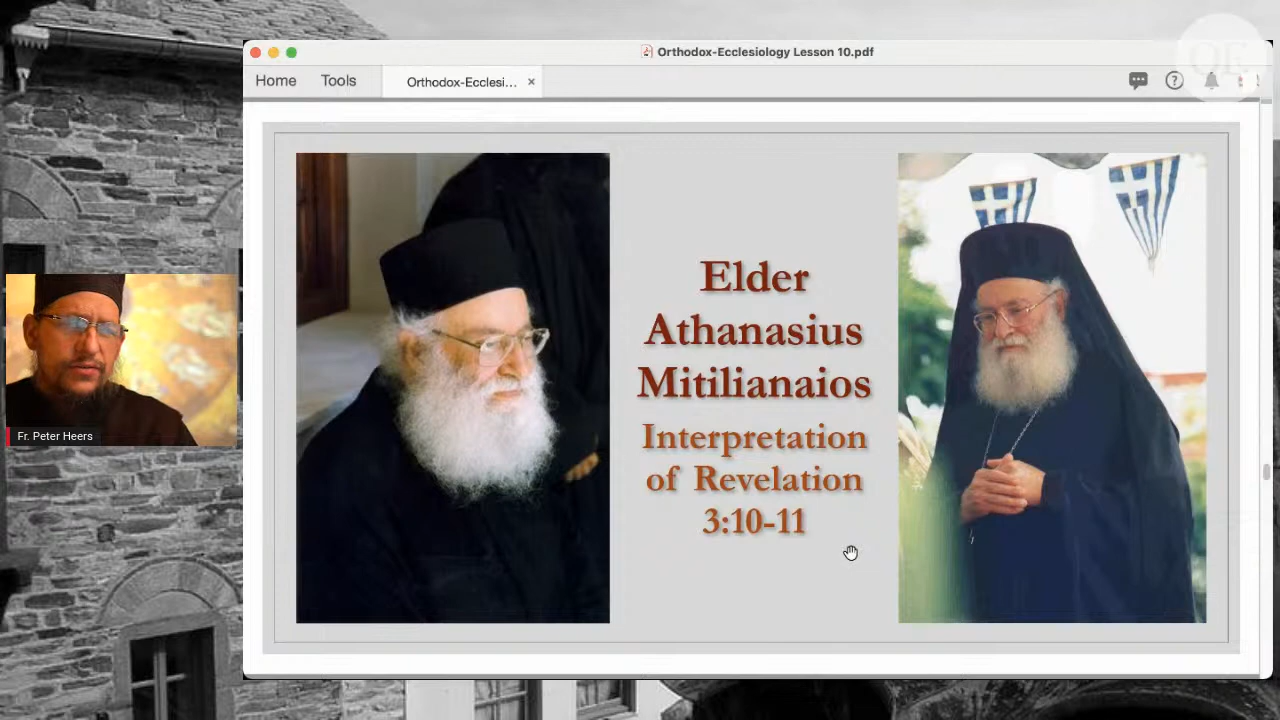 Orthodox-Ecclesiology Lesson 10.pdf
Home Tools Orthodox-Ecclesi... ×
Elder
Athanasius
Mitilianaios
Interpretation
of Revelation
3:10-11
Fr. Peter Heers